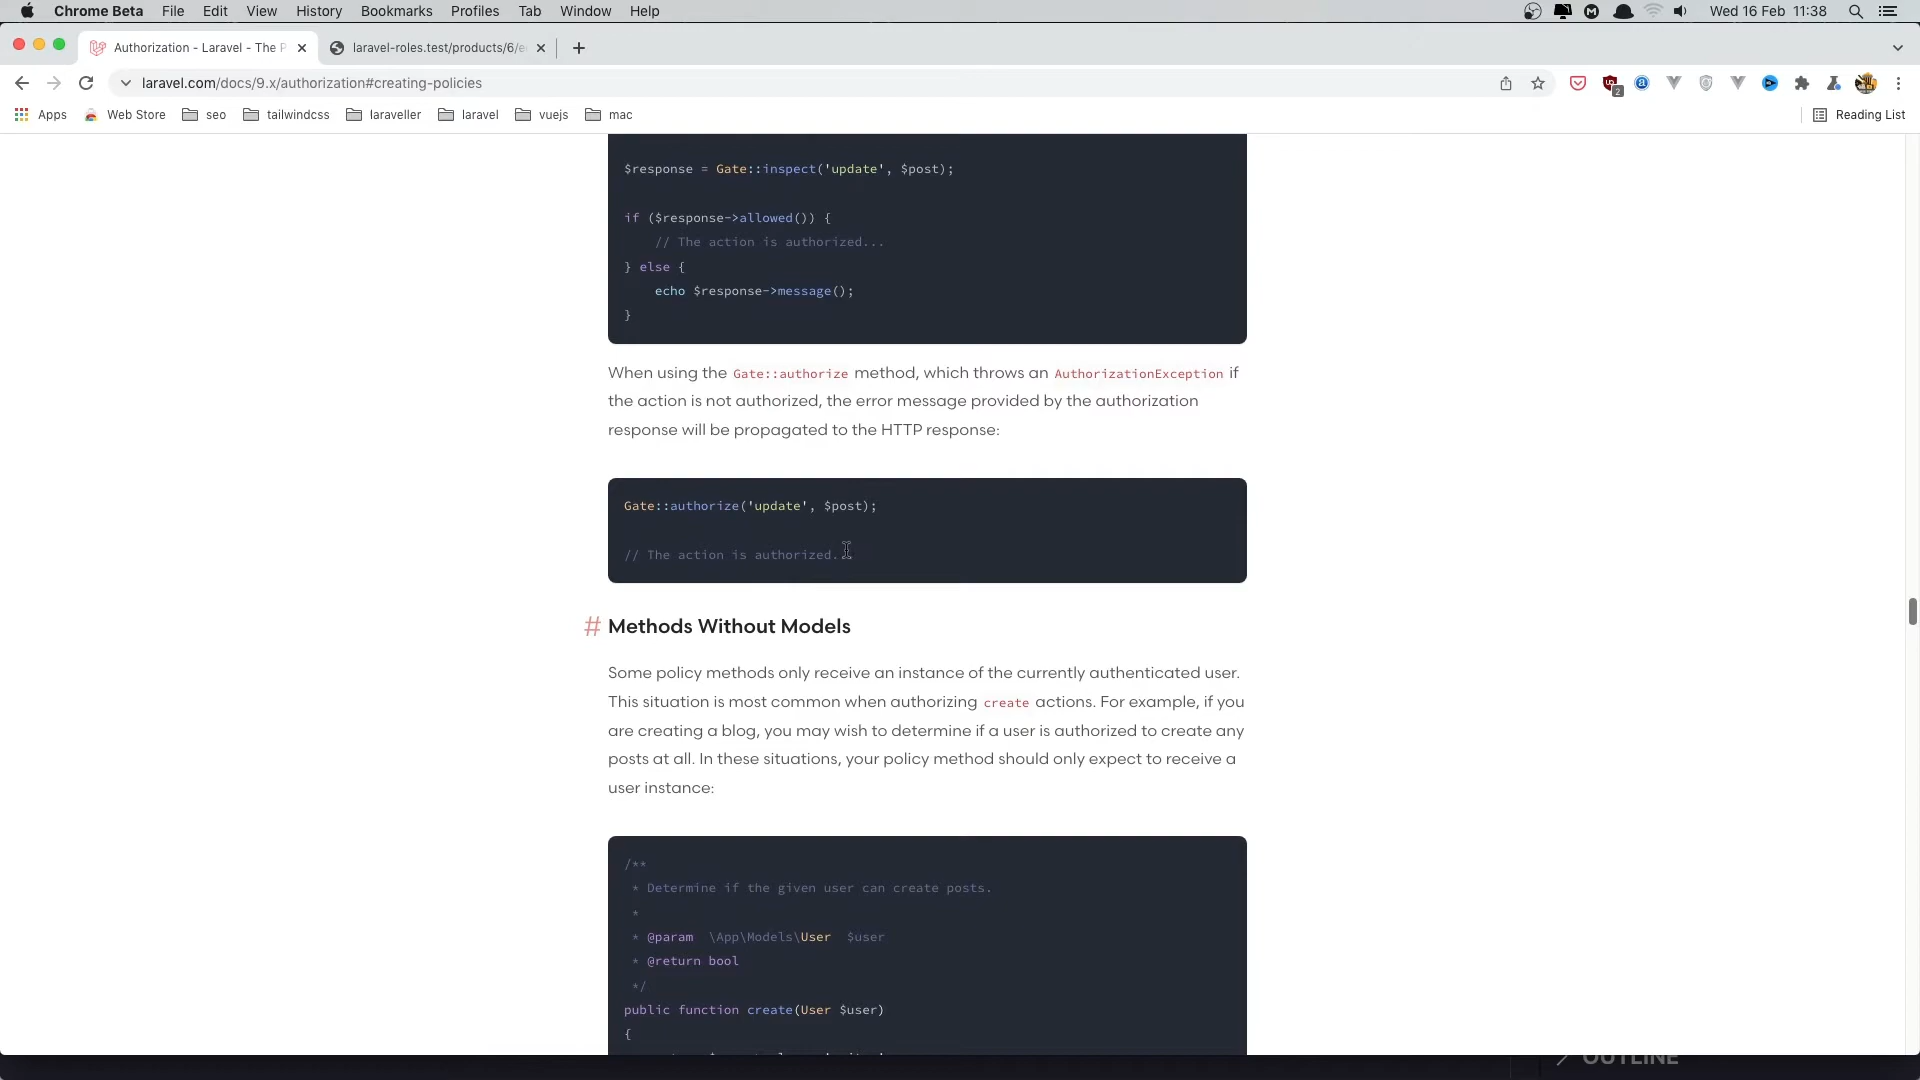 Chrome Beta File Edit View History Bookmarks Profiles Tab Window Help Wed 16 Feb 11:38
Authorization - Laravel - The P laravel-roles.test/products/6/e
laravel.com/docs/9.x/authorization#creating-policies 2
Apps Web Store seo tailwindcss laraveller laravel vuejs mac Reading List
$response = Gate::inspect('update', $post);
if ($response->allowed()) {
// The action is authorized...
} else {
echo $response->message();
}
When using the Gate::authorize method, which throws an AuthorizationException if
the action is not authorized, the error message provided by the authorization
response will be propagated to the HTTP response:
Gate::authorize('update', $post);
// The action is authorized.
# Methods Without Models
Some policy methods only receive an instance of the currently authenticated user.
This situation is most common when authorizing create actions. For example, if you
are creating a blog, you may wish to determine if a user is authorized to create any
posts at all. In these situations, your policy method should only expect to receive a
user instance:
/**
* Determine if the given user can create posts.
*
* @param \App\Models\User $user
* @return bool
*/
public function create(User $user)
{
OUTLINE